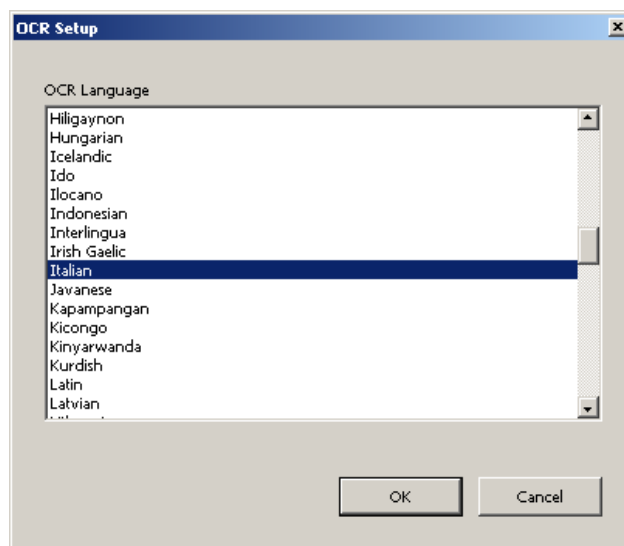 OCR Setup
OCR Language
Hiligaynon
Hungarian
Icelandic
Ido
Ilocano
Indonesian
Interlingua
Irish Gaelic
Italian
Javanese
Kapampangan
Kicongo
Kinyarwanda
Kurdish
Latin
Latvian
OK Cancel